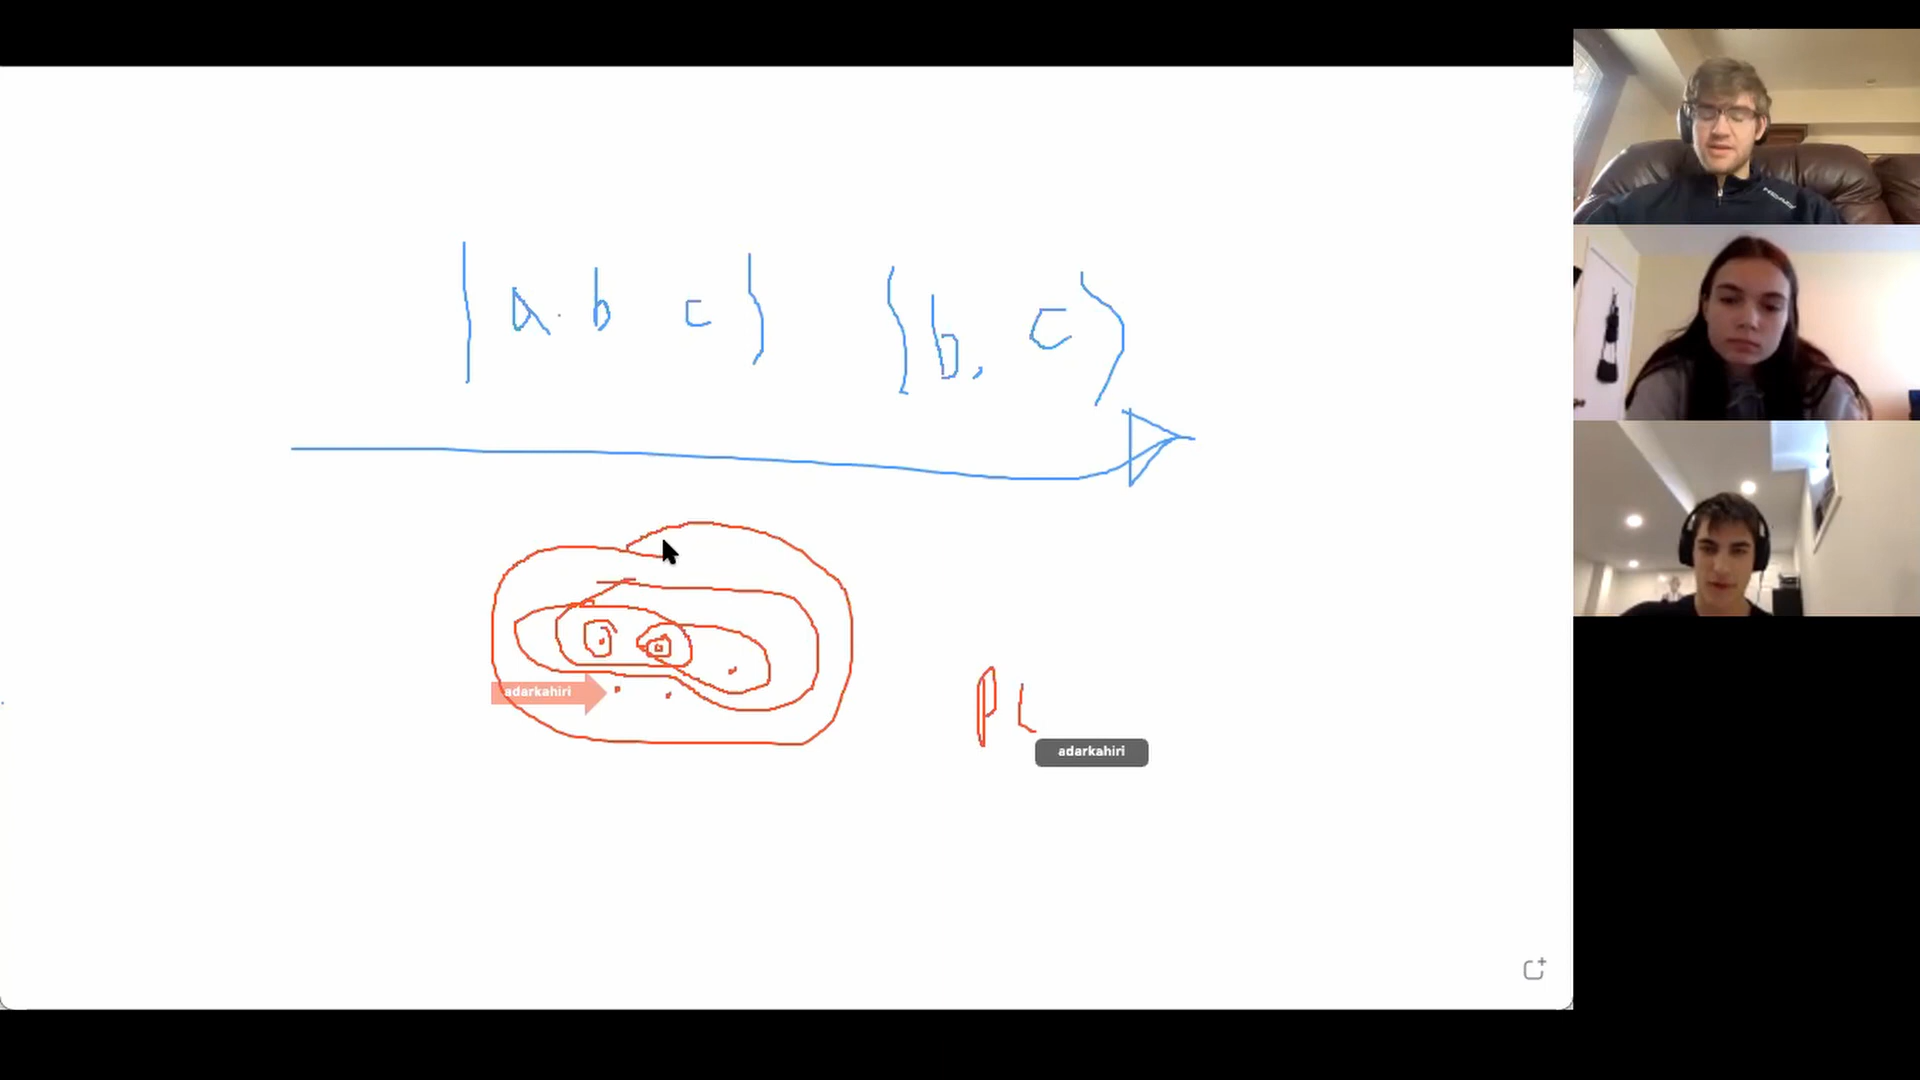 {a b c} {b, c}
adarkahiri
P(
adarkahiri